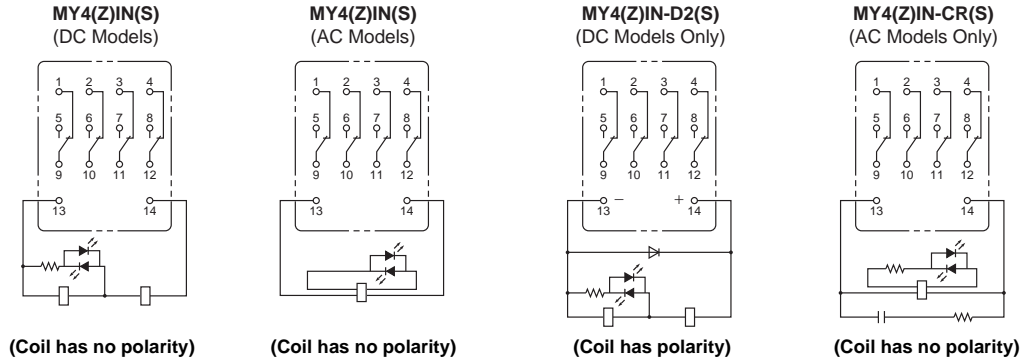 MY4(Z)IN(S)
(DC Models)
1 2 3 4
5 6 7 8
9 10 11 12
13 14
(Coil has no polarity)
MY4(Z)IN(S)
(AC Models)
1 2 3 4
5 6 7 8
9 10 11 12
13 14
(Coil has no polarity)
MY4(Z)IN-D2(S)
(DC Models Only)
1 2 3 4
5 6 7 8
9 10 11 12
13 − + 14
(Coil has polarity)
MY4(Z)IN-CR(S)
(AC Models Only)
1 2 3 4
5 6 7 8
9 10 11 12
13 14
(Coil has no polarity)